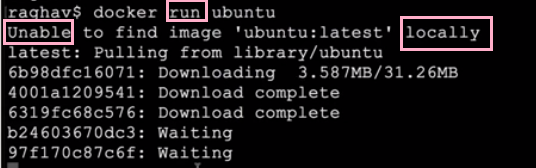 raghav$ docker run ubuntu
Unable to find image 'ubuntu:latest' locally
latest: Pulling from library/ubuntu
6b98dfc16071: Downloading  3.587MB/31.26MB
4001a1209541: Download complete
6319fc68c576: Download complete
b24603670dc3: Waiting
97f170c87c6f: Waiting